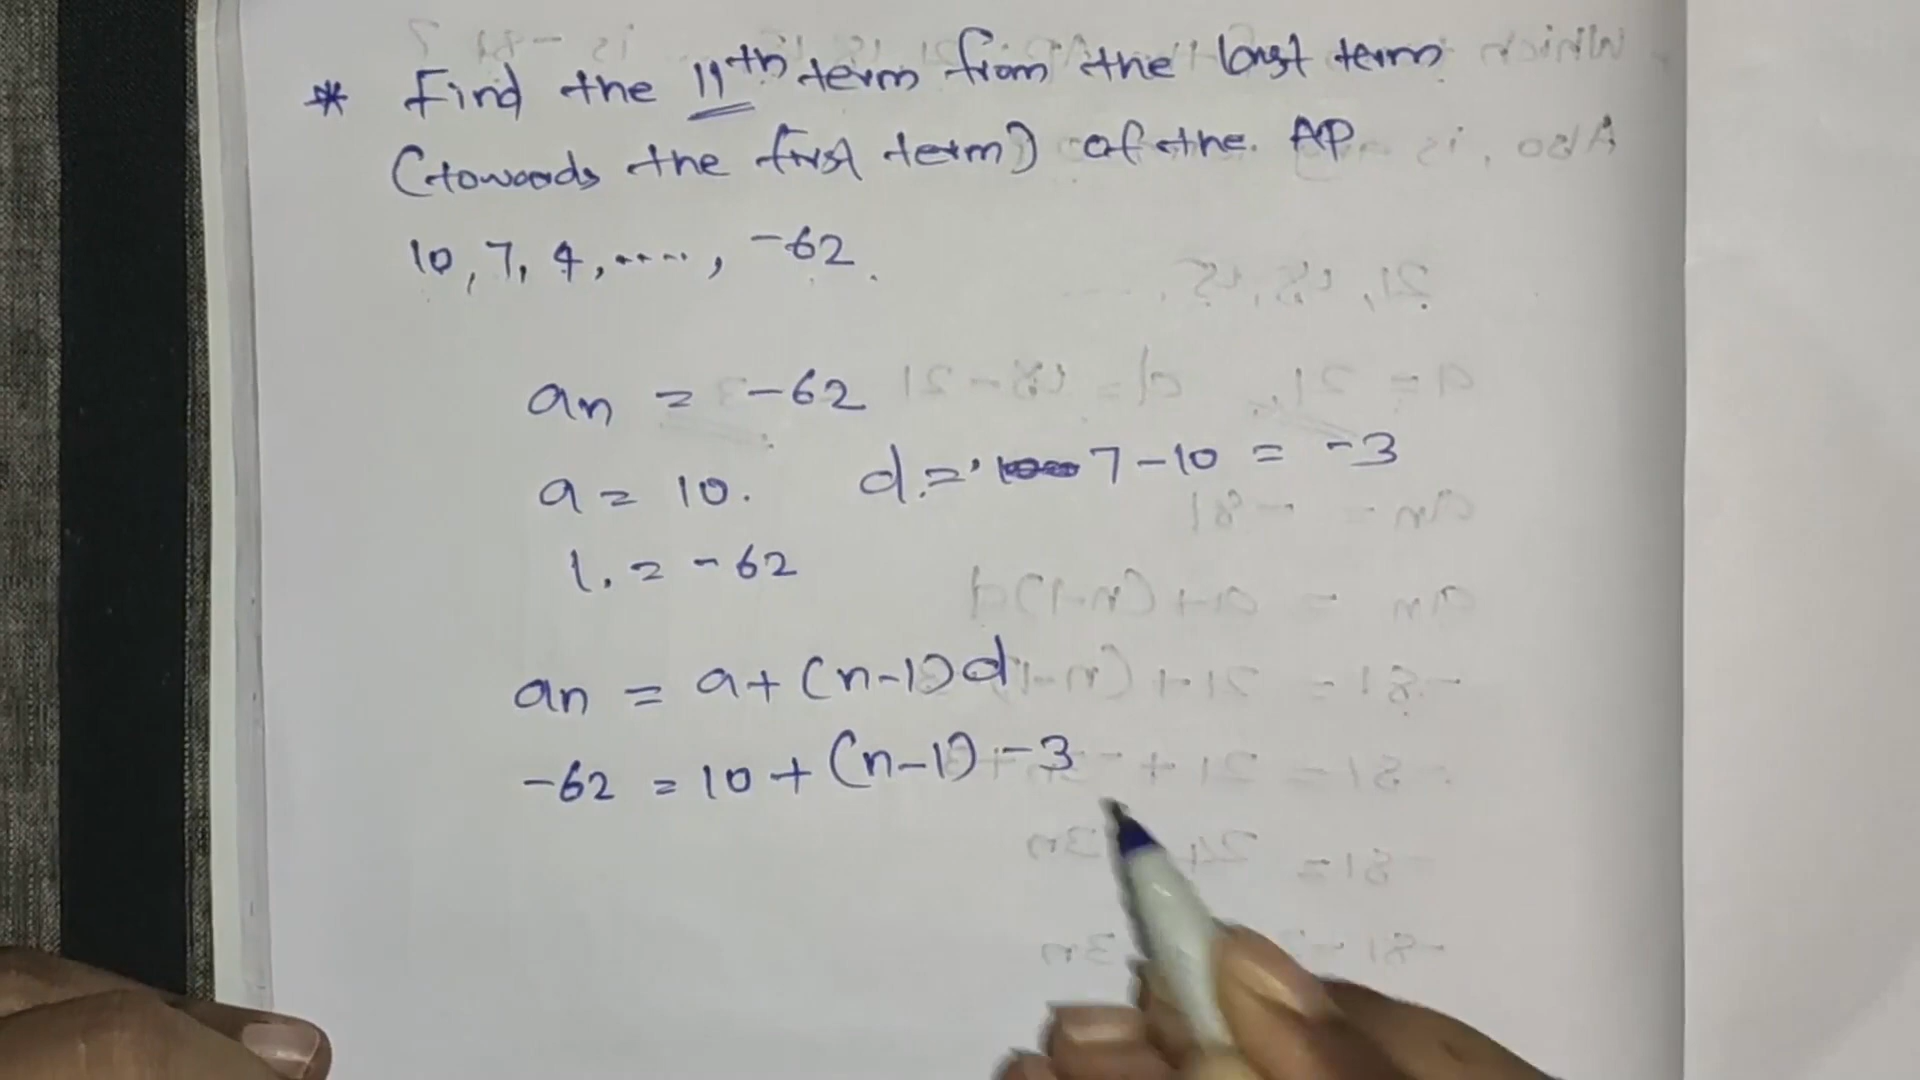 * Find the 11th term from the last term
(towards the first term) of the. AP
10, 7, 4, ....., -62.
an = -62
a = 10. d = 7-10 = -3
l. = -62
an = a+(n-1)d
-62 = 10+(n-1)-3